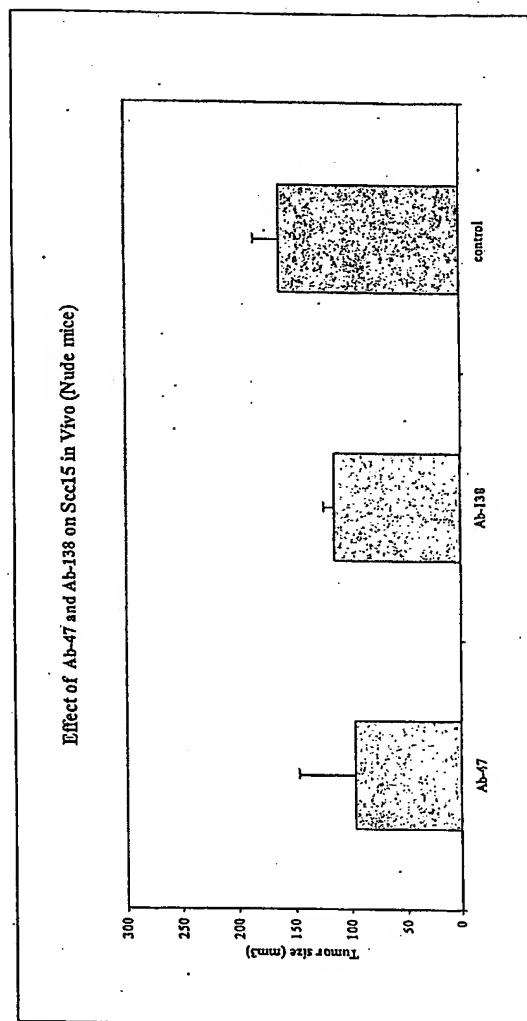 Effect of Ab-47 and Ab-138 on Scc15 in Vivo (Nude mice)
Tumor size (mm3)
300
250
200
150
100
50
0
Ab-47
Ab-138
control